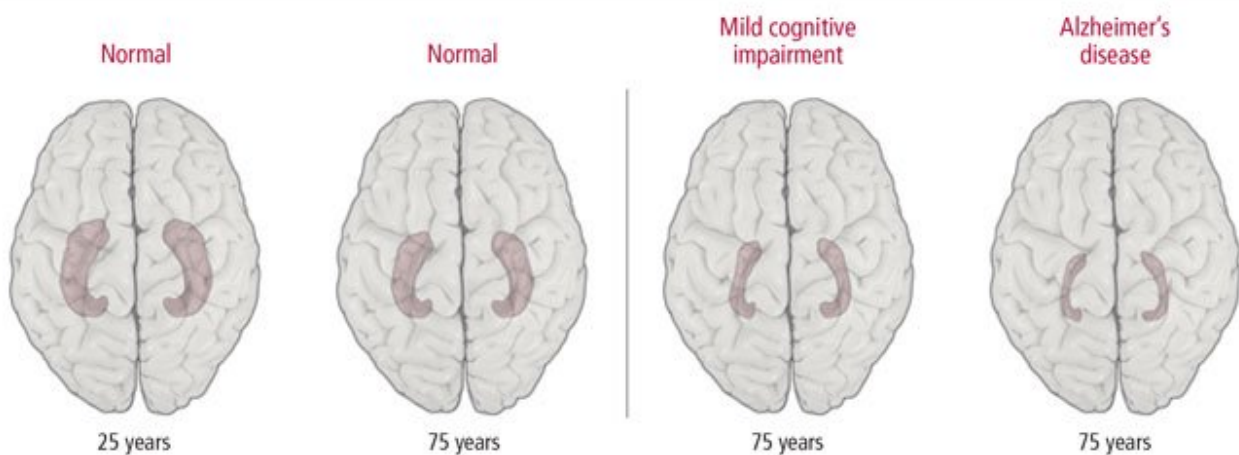 Normal
Normal
Mild cognitive
impairment
Alzheimer's
disease
25 years
75 years
75 years
75 years